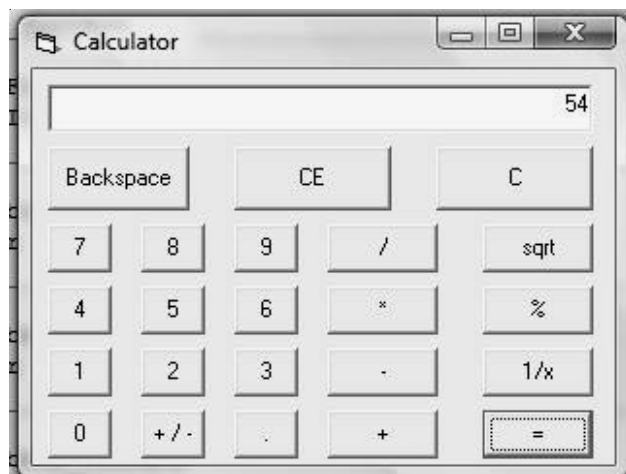 Calculator
54
Backspace CE C
7 8 9 / sqrt
4 5 6 * %
1 2 3 - 1/x
0 + / - . + =